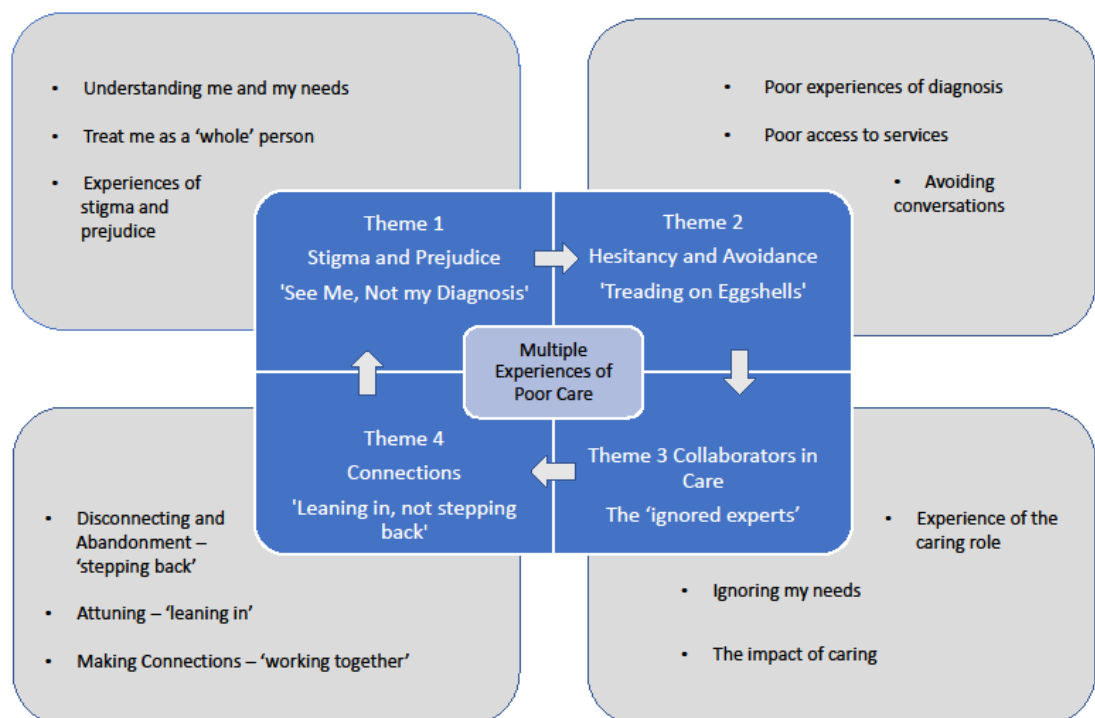 • Understanding me and my needs
• Treat me as a ‘whole’ person
• Experiences of
stigma and
prejudice
• Poor experiences of diagnosis
• Poor access to services
• Avoiding
conversations
Theme 1
Stigma and Prejudice
'See Me, Not my Diagnosis'
Theme 2
Hesitancy and Avoidance
'Treading on Eggshells'
Multiple
Experiences of
Poor Care
Theme 4
Connections
'Leaning in, not stepping
back'
Theme 3 Collaborators in
Care
The ‘ignored experts’
• Disconnecting and
Abandonment –
‘stepping back’
• Attuning – ‘leaning in’
• Making Connections – ‘working together’
• Experience of the
caring role
• Ignoring my needs
• The impact of caring